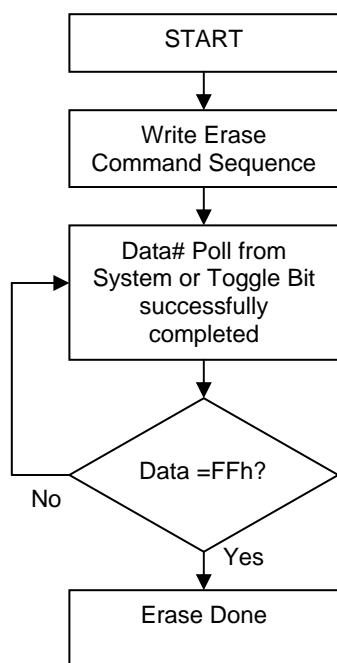 START
Write Erase
Command Sequence
Data# Poll from
System or Toggle Bit
successfully
completed
Data =FFh?
No
Yes
Erase Done